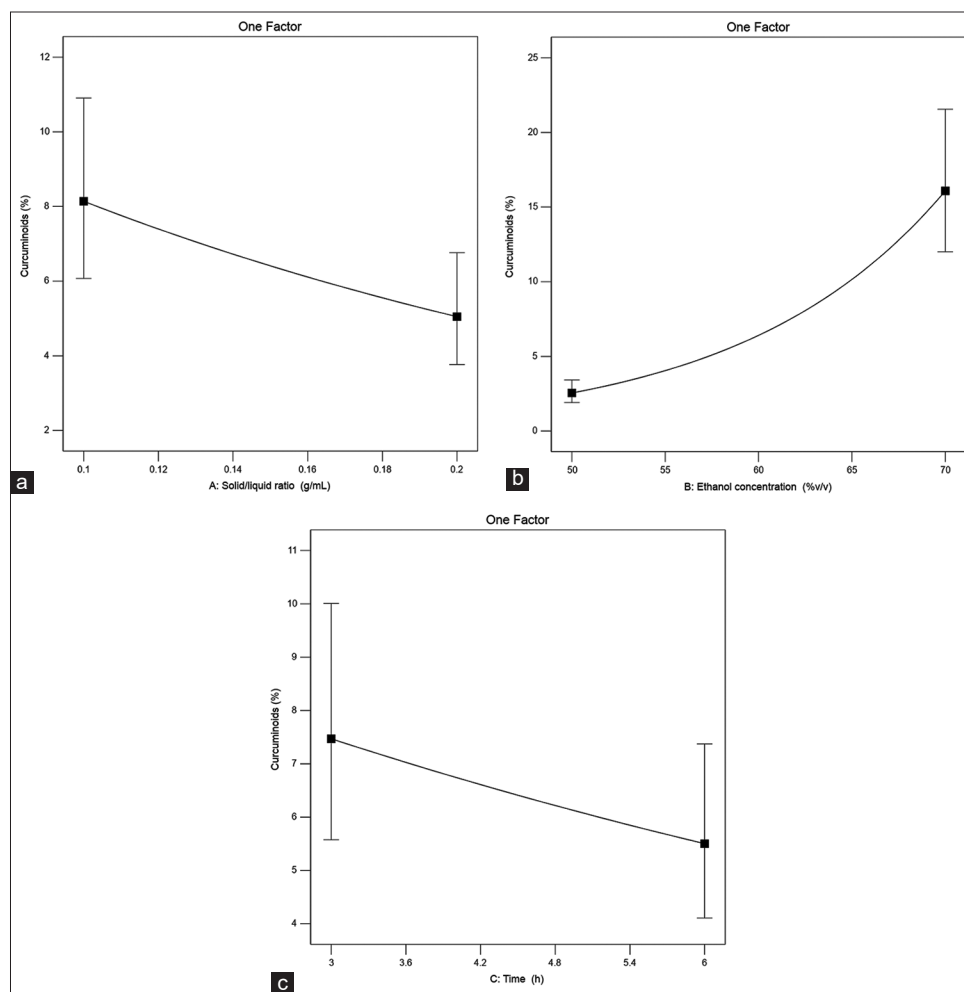 One Factor
12
10
8
6
4
2
Curcuminoids (%)
0.1 0.12 0.14 0.16 0.18 0.2
A: Solid/liquid ratio (g/mL)
a
One Factor
25
20
15
10
5
0
Curcuminoids (%)
50 55 60 65 70
B: Ethanol concentration (%v/v)
b
One Factor
11
10
9
8
7
6
5
4
Curcuminoids (%)
3 3.6 4.2 4.8 5.4 6
C: Time (h)
c